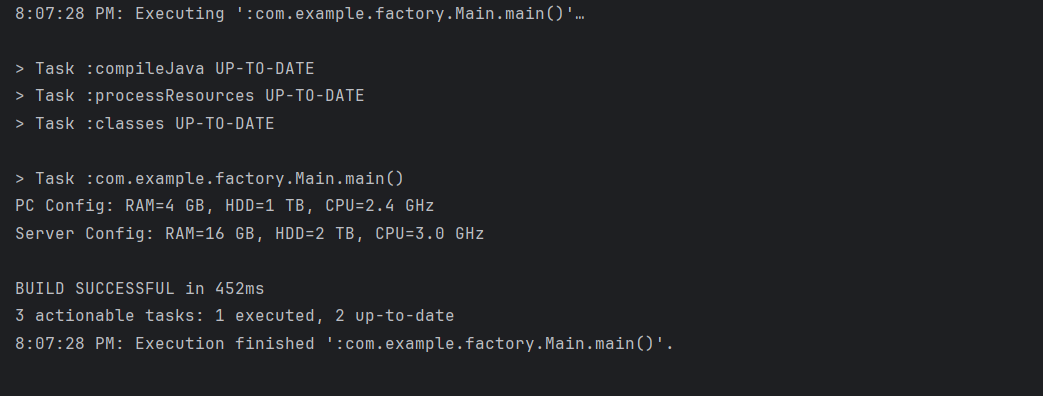 8:07:28 PM: Executing ':com.example.factory.Main.main()'…
> Task :compileJava UP-TO-DATE
> Task :processResources UP-TO-DATE
> Task :classes UP-TO-DATE
> Task :com.example.factory.Main.main()
PC Config: RAM=4 GB, HDD=1 TB, CPU=2.4 GHz
Server Config: RAM=16 GB, HDD=2 TB, CPU=3.0 GHz
BUILD SUCCESSFUL in 452ms
3 actionable tasks: 1 executed, 2 up-to-date
8:07:28 PM: Execution finished ':com.example.factory.Main.main()'.